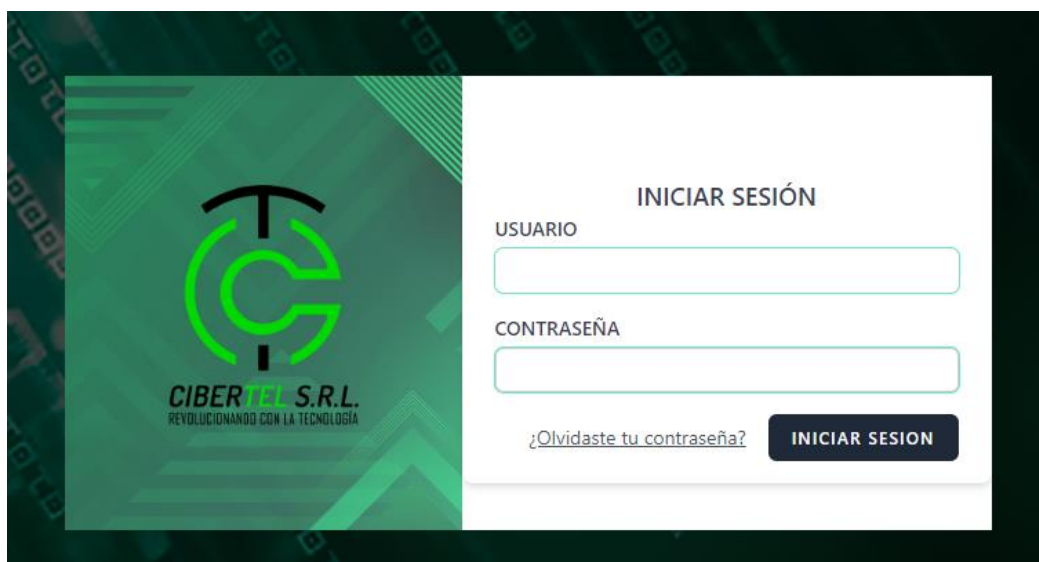 CIBERTEL S.R.L.
REVOLUCIONANDO CON LA TECNOLOGÍA
INICIAR SESIÓN
USUARIO
CONTRASEÑA
¿Olvidaste tu contraseña?
INICIAR SESION